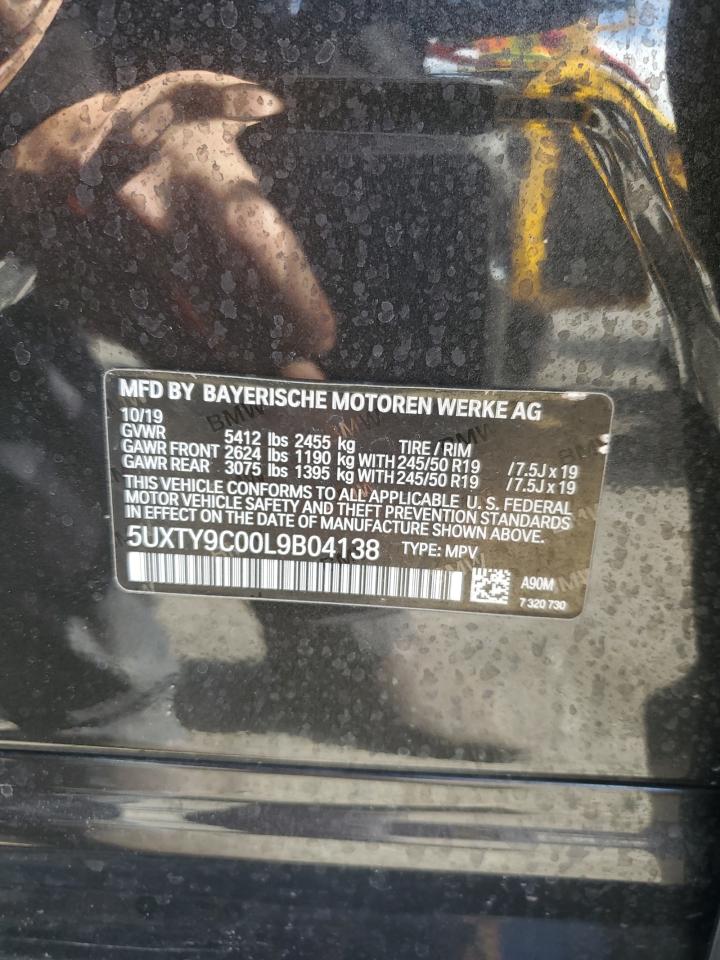 MFD BY BAYERISCHE MOTOREN WERKE AG
10/19
GVWR 5412 lbs 2455 kg TIRE / RIM
GAWR FRONT 2624 lbs 1190 kg WITH 245/50 R19 /7.5J x 19
GAWR REAR 3075 lbs 1395 kg WITH 245/50 R19 /7.5J x 19
THIS VEHICLE CONFORMS TO ALL APPLICABLE U.S. FEDERAL
MOTOR VEHICLE SAFETY AND THEFT PREVENTION STANDARDS
IN EFFECT ON THE DATE OF MANUFACTURE SHOWN ABOVE.
5UXTY9C00L9B04138 TYPE: MPV
A90M
7 320 730